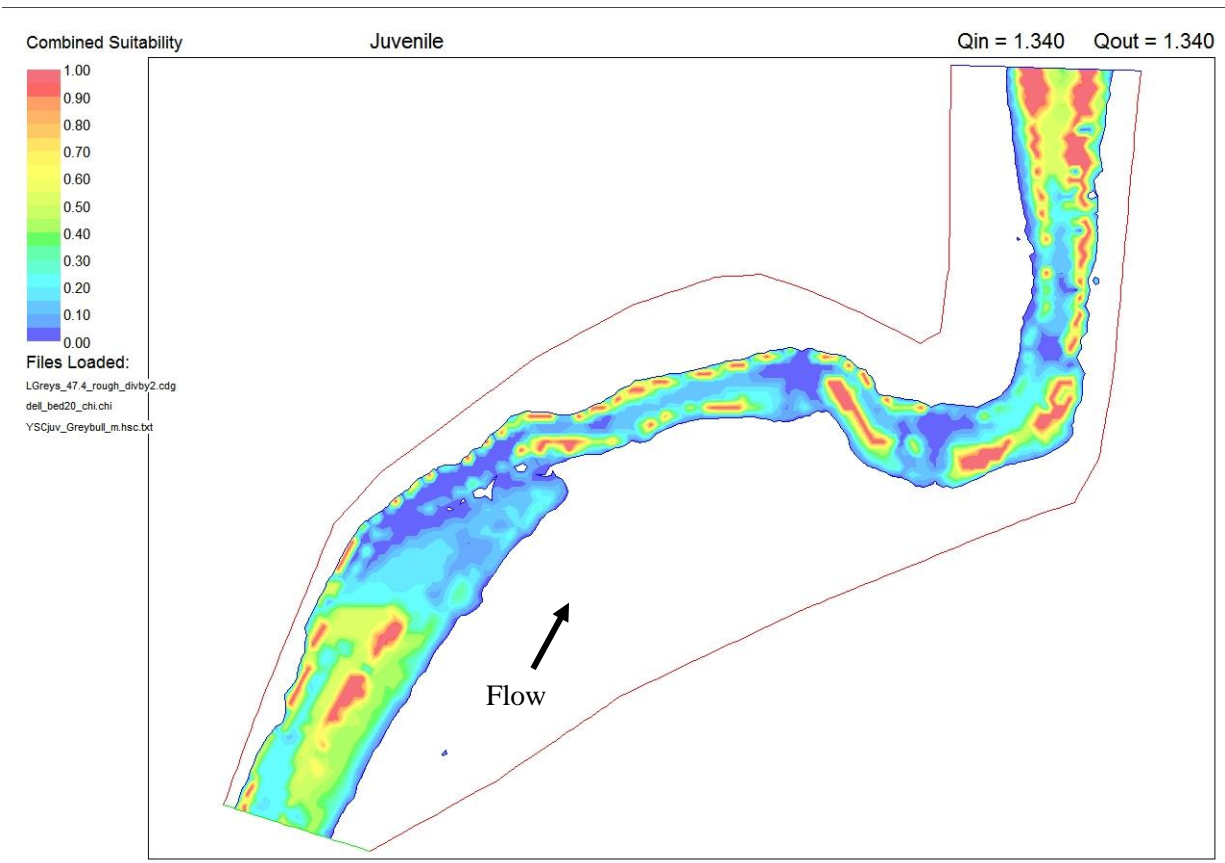 Combined Suitability
Juvenile
Qin = 1.340 Qout = 1.340
1.00
0.90
0.80
0.70
0.60
0.50
0.40
0.30
0.20
0.10
0.00
Files Loaded:
LGreys_47.4_rough_divby2.cdg
dell_bed20_chi.chi
YSCjuv_Greybull_m.hsc.txt
Flow